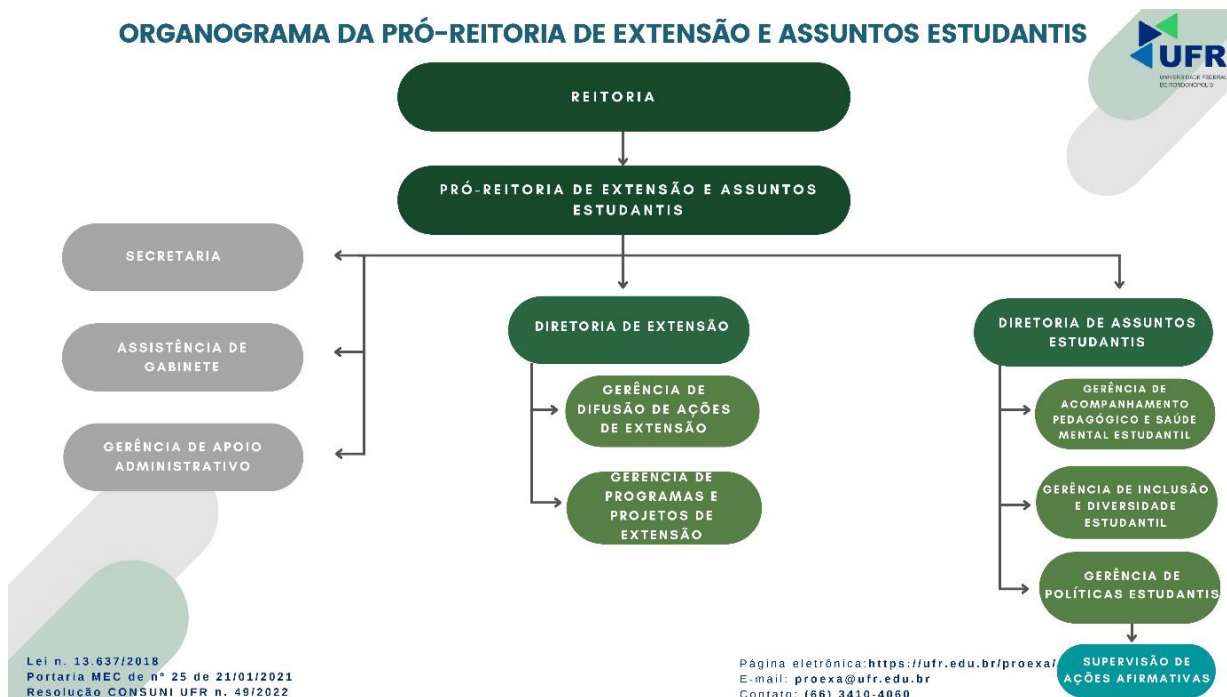 ORGANOGRAMA DA PRÓ-REITORIA DE EXTENSÃO E ASSUNTOS ESTUDANTIS
UFR
UNIVERSIDADE FEDERAL
DE RONDONÓPOLIS
REITORIA
PRÓ-REITORIA DE EXTENSÃO E ASSUNTOS
ESTUDANTIS
SECRETARIA
ASSISTÊNCIA DE
GABINETE
GERÊNCIA DE APOIO
ADMINISTRATIVO
DIRETORIA DE EXTENSÃO
GERÊNCIA DE
DIFUSÃO DE AÇÕES
DE EXTENSÃO
GERENCIA DE
PROGRAMAS E
PROJETOS DE
EXTENSÃO
DIRETORIA DE ASSUNTOS
ESTUDANTIS
GERÊNCIA DE
ACOMPANHAMENTO
PEDAGÓGICO E SAÚDE
MENTAL ESTUDANTIL
GERÊNCIA DE INCLUSÃO
E DIVERSIDADE
ESTUDANTIL
GERÊNCIA DE
POLÍTICAS ESTUDANTIS
SUPERVISÃO DE
AÇÕES AFIRMATIVAS
Lei n. 13.637/2018
Portaria MEC de n° 25 de 21/01/2021
Resolução CONSUNI UFR n. 49/2022
Página eletrônica:https://ufr.edu.br/proexa/
E-mail: proexa@ufr.edu.br
Contato: (66) 3410-4060